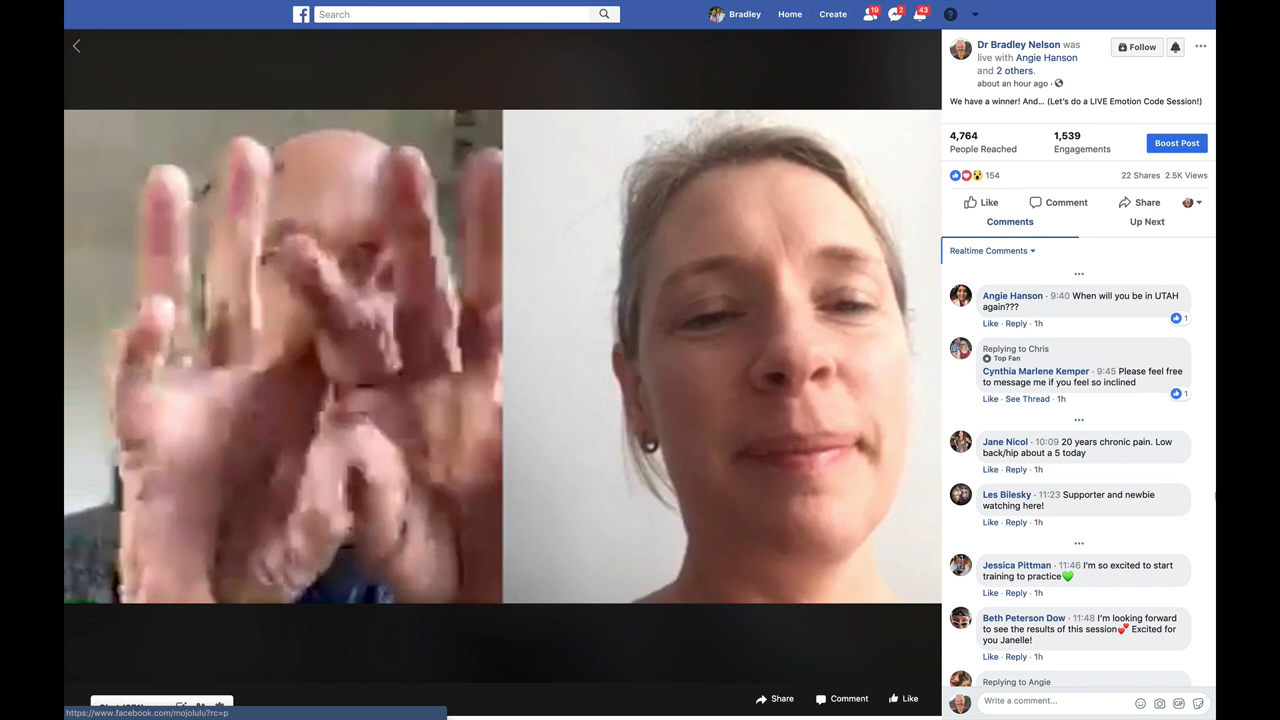 Search
Bradley
Home
Create
19
2
43
Dr Bradley Nelson was
live with Angie Hanson
and 2 others.
about an hour ago ·
Follow
We have a winner! And... (Let's do a LIVE Emotion Code Session!)
4,764
People Reached
1,539
Engagements
Boost Post
154
22 Shares 2.5K Views
Like
Comment
Share
Comments
Up Next
Realtime Comments
...
Angie Hanson · 9:40 When will you be in UTAH
again???
1
Like · Reply · 1h
Replying to Chris
Top Fan
Cynthia Marlene Kemper · 9:45 Please feel free
to message me if you feel so inclined
1
Like · See Thread · 1h
...
Jane Nicol · 10:09 20 years chronic pain. Low
back/hip about a 5 today
Like · Reply · 1h
Les Bilesky · 11:23 Supporter and newbie
watching here!
Like · Reply · 1h
...
Jessica Pittman · 11:46 I'm so excited to start
training to practice💚
Like · Reply · 1h
Beth Peterson Dow · 11:48 I'm looking forward
to see the results of this session💕 Excited for
you Janelle!
Like · Reply · 1h
Replying to Angie
Write a comment...
GIF
Share
Comment
Like
https://www.facebook.com/mojolulu?rc=p